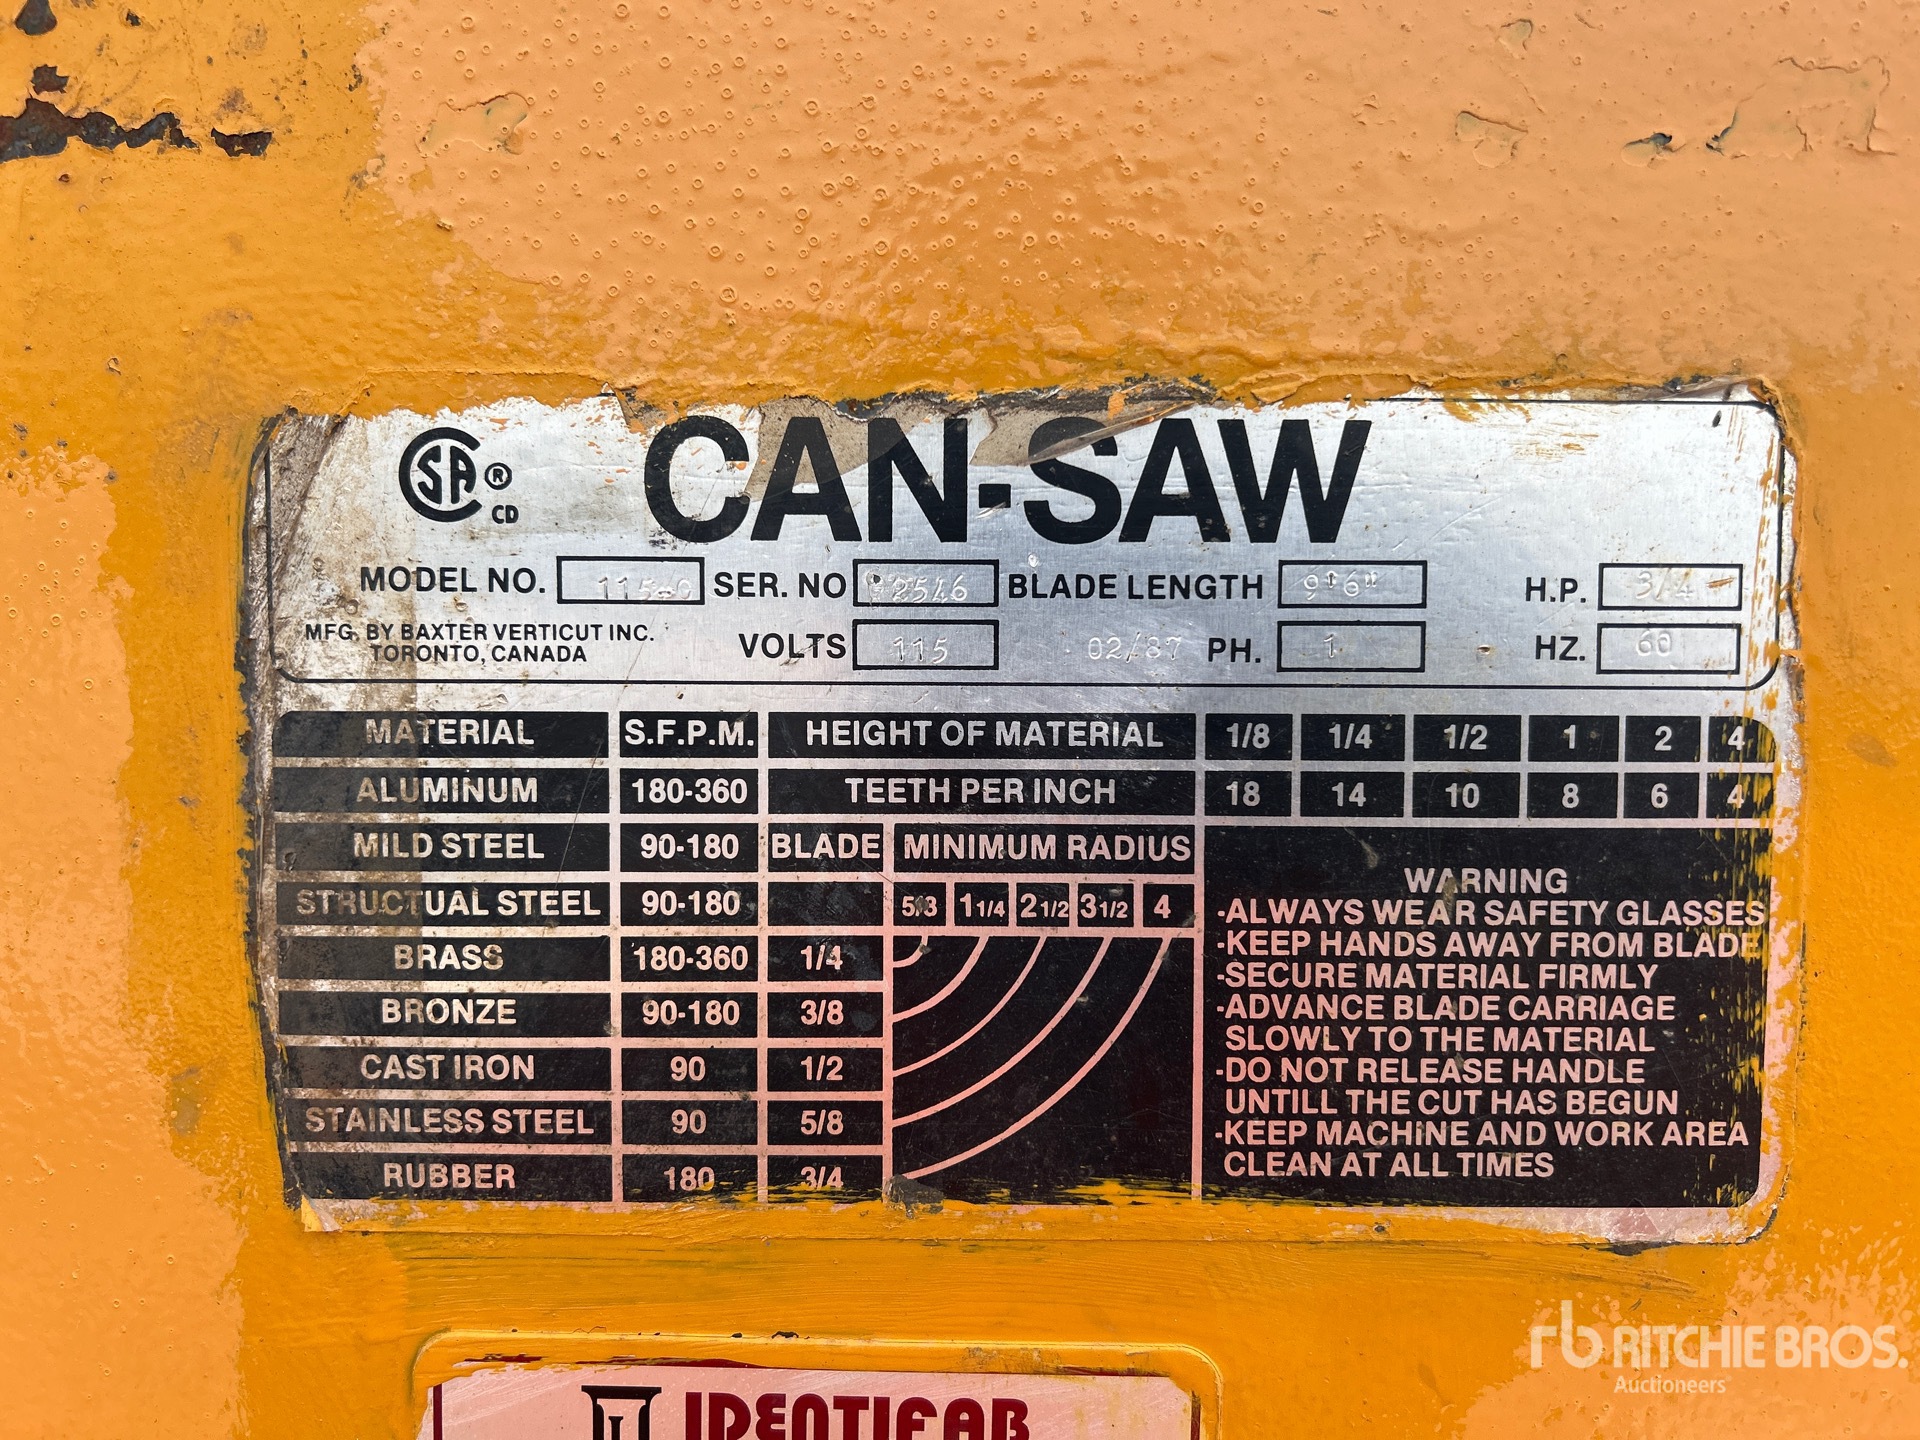 CSA ® CD
CAN-SAW
MODEL NO. SER. NO BLADE LENGTH 9'6" H.P. 3/4
MFG. BY BAXTER VERTICUT INC.
TORONTO, CANADA
VOLTS 115 02/87 PH. 1 HZ. 60
MATERIAL S.F.P.M. HEIGHT OF MATERIAL 1/8 1/4 1/2 1 2 4
ALUMINUM 180-360 TEETH PER INCH 18 14 10 8 6 4
MILD STEEL 90-180 BLADE MINIMUM RADIUS
STRUCTUAL STEEL 90-180 5/8 1 1/4 2 1/2 3 1/2 4
BRASS 180-360 1/4
BRONZE 90-180 3/8
CAST IRON 90 1/2
STAINLESS STEEL 90 5/8
RUBBER 180 3/4
WARNING
-ALWAYS WEAR SAFETY GLASSES
-KEEP HANDS AWAY FROM BLADE
-SECURE MATERIAL FIRMLY
-ADVANCE BLADE CARRIAGE
SLOWLY TO THE MATERIAL
-DO NOT RELEASE HANDLE
UNTILL THE CUT HAS BEGUN
-KEEP MACHINE AND WORK AREA
CLEAN AT ALL TIMES
IDENTIFAB
rb RITCHIE BROS.
Auctioneers